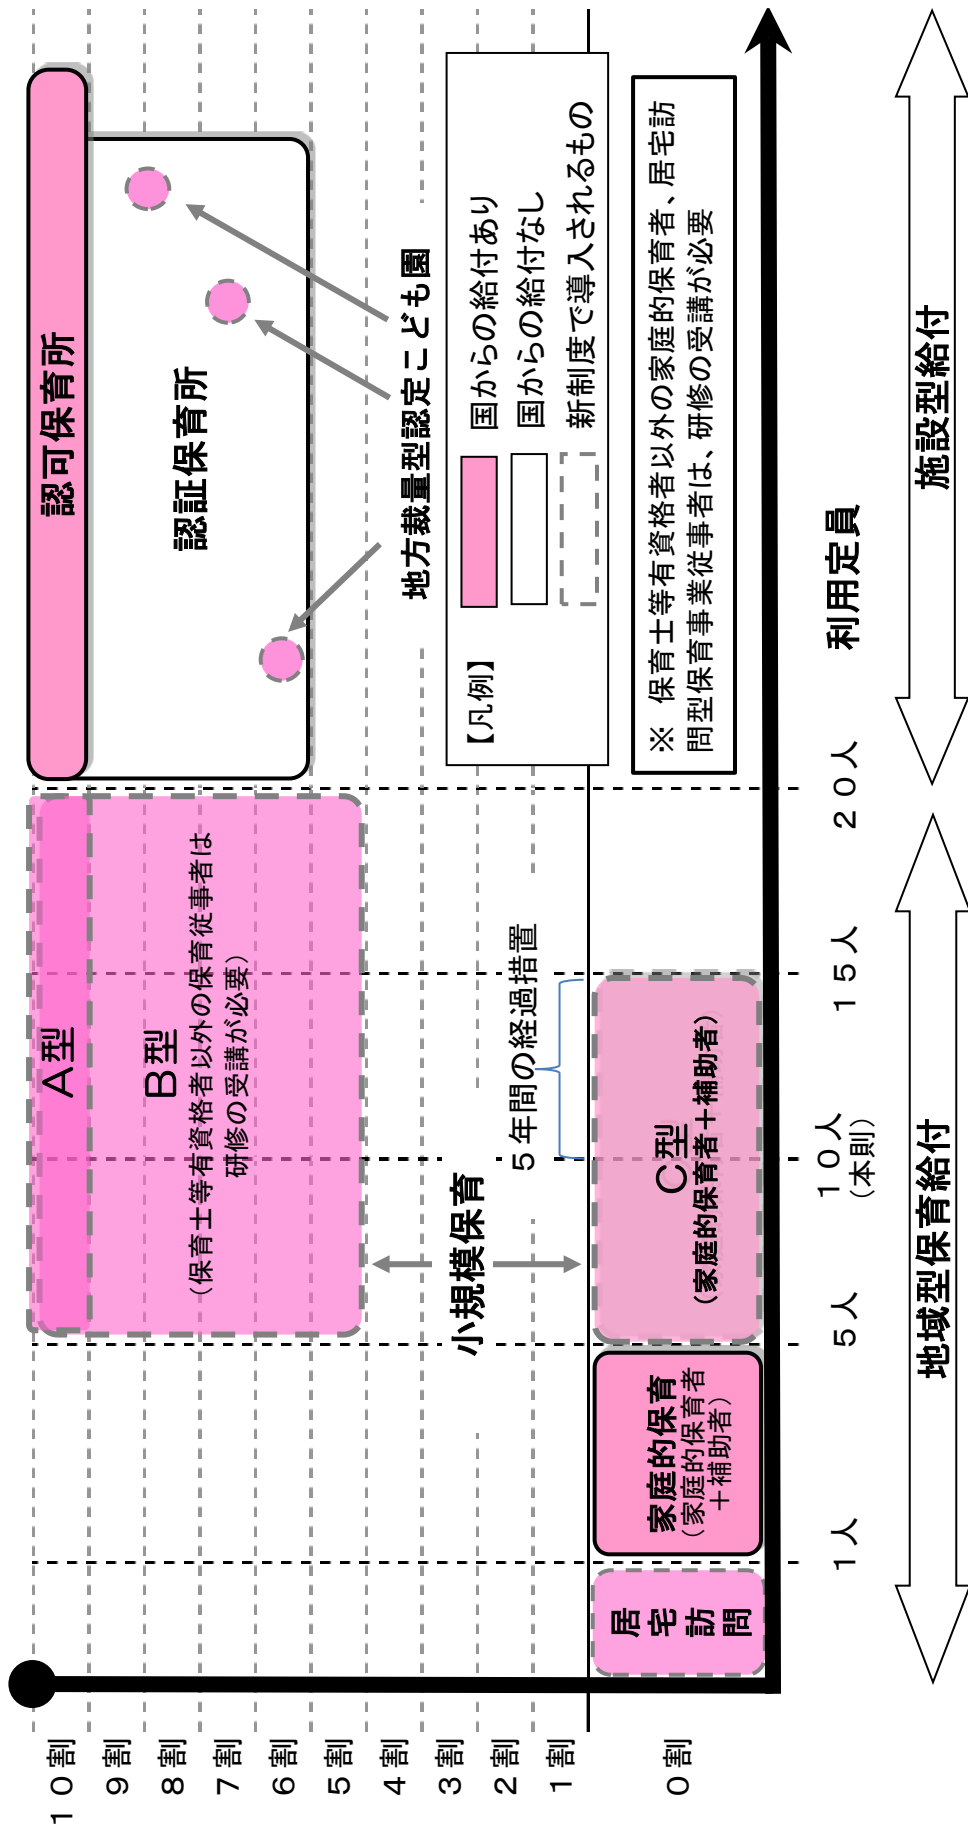 10割
9割
8割
7割
6割
5割
4割
3割
2割
1割
0割
認可保育所
認証保育所
地方裁量型認定こども園
A型
B型
(保育士等有資格者以外の保育従事者は
研修の受講が必要)
小規模保育
5年間の経過措置
【凡例】
国からの給付あり
国からの給付なし
新制度で導入されるもの
居宅訪問
家庭的保育
(家庭的保育者
+補助者)
C型
(家庭的保育者+補助者)
※ 保育士等有資格者以外の家庭的保育者、居宅訪
問型保育事業従事者は、研修の受講が必要
1人
5人
10人
(本則)
15人
20人
利用定員
地域型保育給付
施設型給付